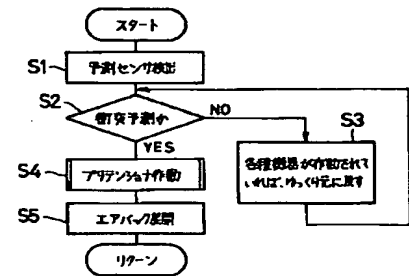 スタート
S1
予測センサ検出
S2
衝突予測か
NO
YES
S3
各種機器が作動されて
いれば、ゆっくり元に戻す
S4
プリテンショナ作動
S5
エアバック展開
リターン